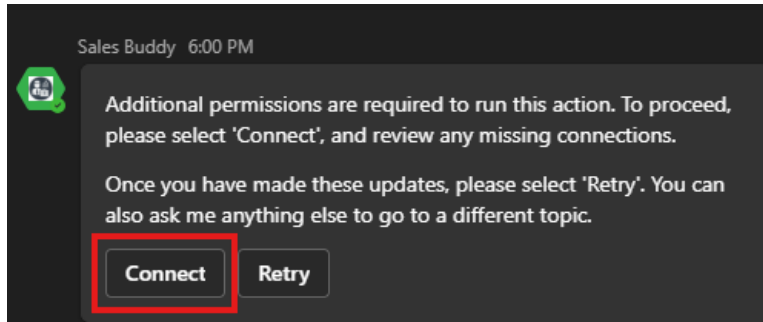 Sales Buddy 6:00 PM
Additional permissions are required to run this action. To proceed,
please select 'Connect', and review any missing connections.
Once you have made these updates, please select 'Retry'. You can
also ask me anything else to go to a different topic.
Connect Retry